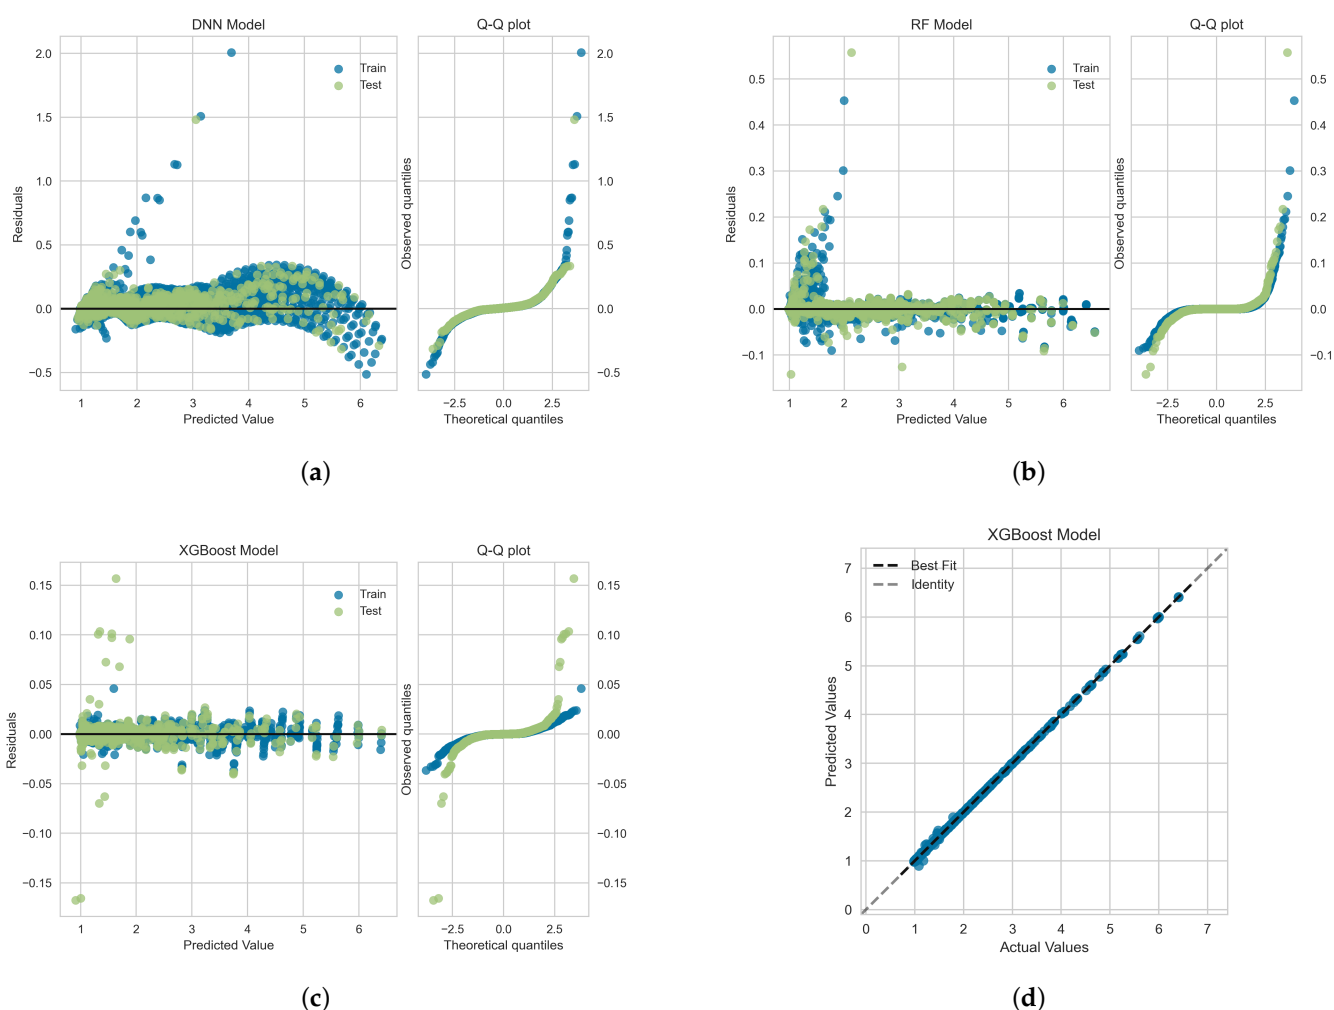 DNN Model
Q-Q plot
2.0
1.5
1.0
0.5
0.0
−0.5
Residuals
Train
Test
1 2 3 4 5 6
Predicted Value
Observed quantiles
2.0
1.5
1.0
0.5
0.0
−0.5
−2.5 0.0 2.5
Theoretical quantiles
(a)
RF Model
Q-Q plot
0.5
0.4
0.3
0.2
0.1
0.0
−0.1
Residuals
Train
Test
1 2 3 4 5 6
Predicted Value
Observed quantiles
0.5
0.4
0.3
0.2
0.1
0.0
−0.1
−2.5 0.0 2.5
Theoretical quantiles
(b)
XGBoost Model
Q-Q plot
0.15
0.10
0.05
0.00
−0.05
−0.10
−0.15
Residuals
Train
Test
1 2 3 4 5 6
Predicted Value
Observed quantiles
0.15
0.10
0.05
0.00
−0.05
−0.10
−0.15
−2.5 0.0 2.5
Theoretical quantiles
(c)
XGBoost Model
Best Fit
Identity
7
6
5
4
3
2
1
0
Predicted Values
0 1 2 3 4 5 6 7
Actual Values
(d)